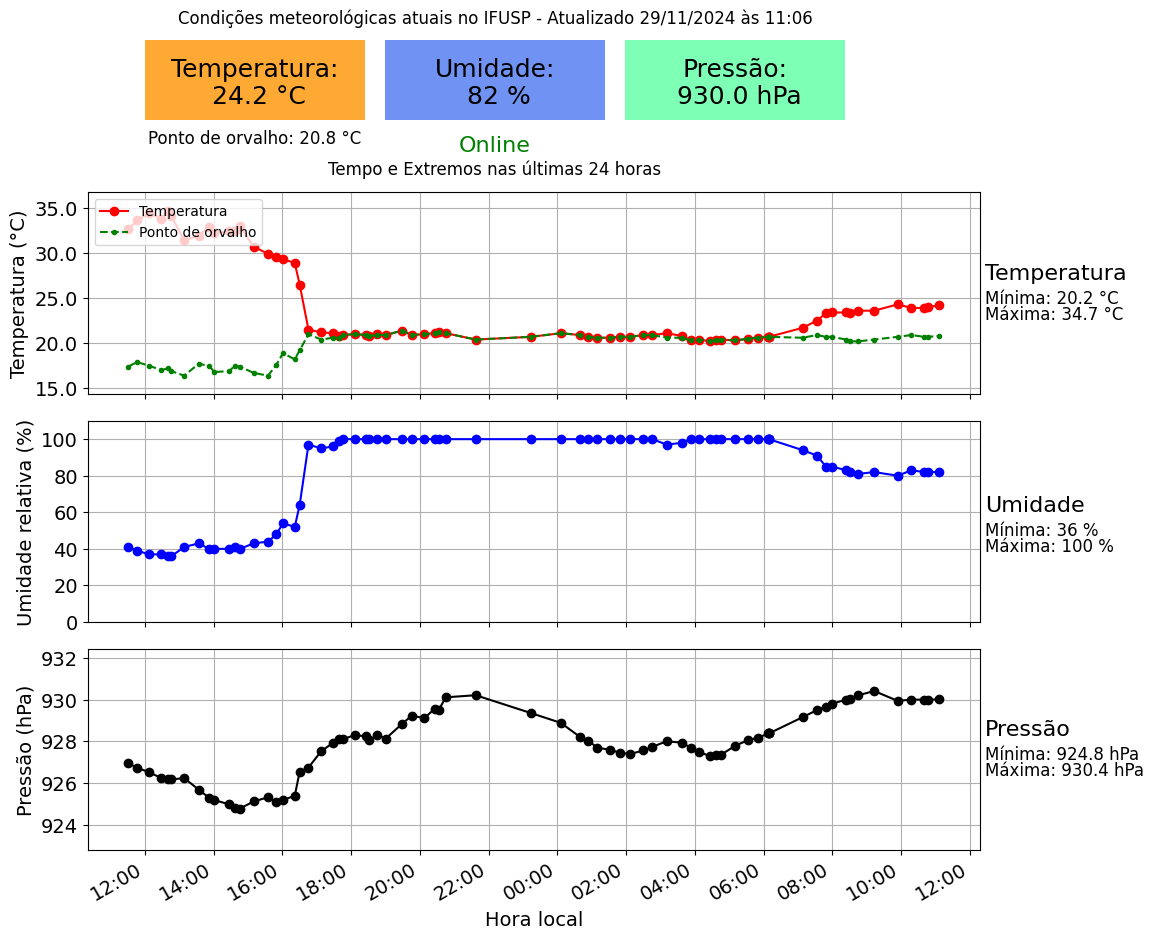 Condições meteorológicas atuais no IFUSP - Atualizado 29/11/2024 às 11:06
Temperatura:
24.2 °C
Umidade:
82 %
Pressão:
930.0 hPa
Ponto de orvalho: 20.8 °C
Online
Tempo e Extremos nas últimas 24 horas
Temperatura (°C)
35.0
30.0
25.0
20.0
15.0
Temperatura
Ponto de orvalho
Temperatura
Mínima: 20.2 °C
Máxima: 34.7 °C
Umidade relativa (%)
100
80
60
40
20
0
Umidade
Mínima: 36 %
Máxima: 100 %
Pressão (hPa)
932
930
928
926
924
Pressão
Mínima: 924.8 hPa
Máxima: 930.4 hPa
12:00 14:00 16:00 18:00 20:00 22:00 00:00 02:00 04:00 06:00 08:00 10:00 12:00
Hora local